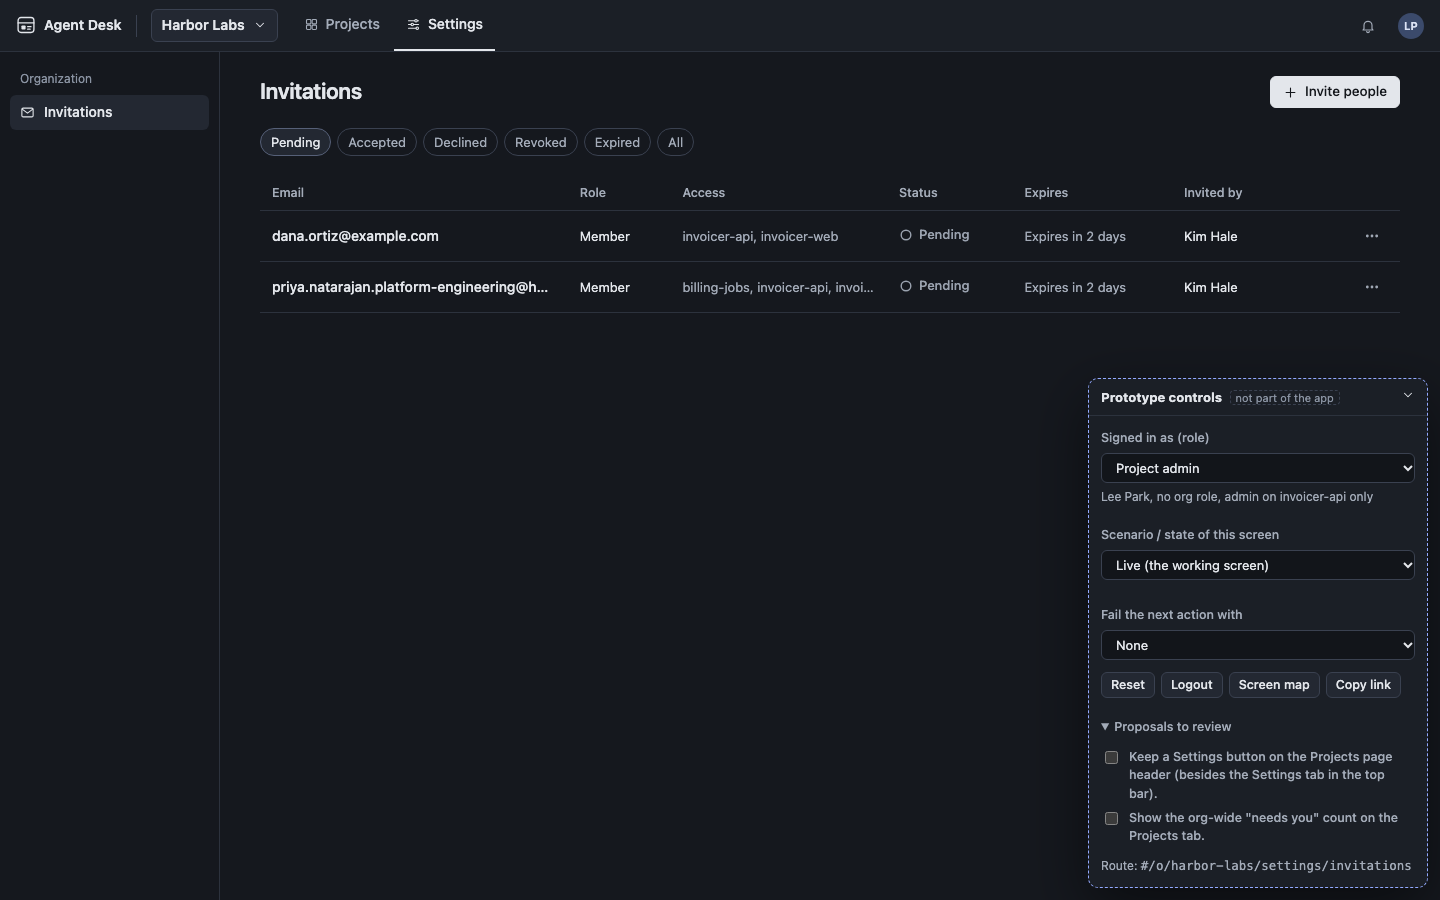 Agent Desk
Harbor Labs
Projects
Settings
LP
Organization
Invitations
Invitations
Invite people
Pending
Accepted
Declined
Revoked
Expired
All
Email Role Access Status Expires Invited by
dana.ortiz@example.com Member invoicer-api, invoicer-web Pending Expires in 2 days Kim Hale
priya.natarajan.platform-engineering@h... Member billing-jobs, invoicer-api, invoi... Pending Expires in 2 days Kim Hale
Prototype controls not part of the app
Signed in as (role)
Project admin
Lee Park, no org role, admin on invoicer-api only
Scenario / state of this screen
Live (the working screen)
Fail the next action with
None
Reset Logout Screen map Copy link
Proposals to review
Keep a Settings button on the Projects page
header (besides the Settings tab in the top
bar).
Show the org-wide "needs you" count on the
Projects tab.
Route: #/o/harbor-labs/settings/invitations